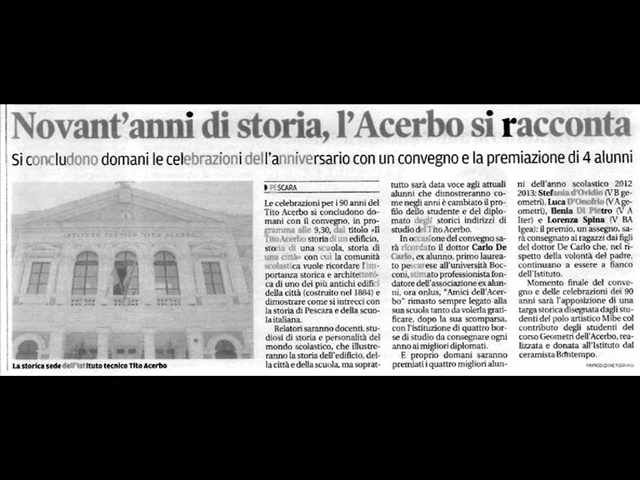 Novant'anni di storia, l'Acerbo si racconta
Si concludono domani le celebrazioni dell'anniversario con un convegno e la premiazione di 4 alunni
ISTITUTO TECNICO TITO ACERBO
La storica sede dell'istituto tecnico Tito Acerbo
PESCARA
Le celebrazioni per i 90 anni del
Tito Acerbo si concludono do-
mani con il convegno, in pro-
gramma alle 9,30, dal titolo «Il
Tito Acerbo storia di un edificio,
storia di una scuola, storia di
una città» con cui la comunità
scolastica vuole ricordare l'im-
portanza storica e architettoni-
ca di uno dei più antichi edifici
della città (costruito nel 1884) e
dimostrare come si intrecci con
la storia di Pescara e della scuo-
la italiana.
Relatori saranno docenti, stu-
diosi di storia e personalità del
mondo scolastico, che illustre-
ranno la storia dell'edificio, del-
la città e della scuola, ma soprat-
tutto sarà data voce agli attuali
alunni che dimostreranno co-
me negli anni è cambiato il pro-
filo dello studente e del diplo-
mato degli storici indirizzi di
studio del Tito Acerbo.
In occasione del convegno sa-
rà ricordato il dottor Carlo De
Carlo, ex alunno, primo laurea-
to pescarese all'università Boc-
coni, stimato professionista fon-
datore dell'associazione ex alun-
ni, ora onlus, "Amici dell'Acer-
bo" rimasto sempre legato alla
sua scuola tanto da volerla grati-
ficare, dopo la sua scomparsa,
con l'istituzione di quattro borse
di studio da consegnare ogni
anno ai migliori diplomati.
E proprio domani saranno
premiati i quattro migliori alun-
ni dell'anno scolastico 2012
2013: Stefania d'Ovidio (V B ge-
ometri), Luca D'Onofrio (V A
geometri), Ilenia Di Pietro (V A
Iter) e Lorenza Spina (V BA
Igea): il premio, un assegno, sa-
rà consegnato ai ragazzi dai figli
del dottor De Carlo che, nel ri-
spetto della volontà del padre,
continuano a essere a fianco
dell'Istituto.
Momento finale del conve-
gno e delle celebrazioni dei 90
anni sarà l'apposizione di una
targa storica disegnata dagli stu-
denti del polo artistico Mibe col
contributo degli studenti del
corso Geometri dell'Acerbo, rea-
lizzata e donata all'Istituto dal
ceramista Bontempo.